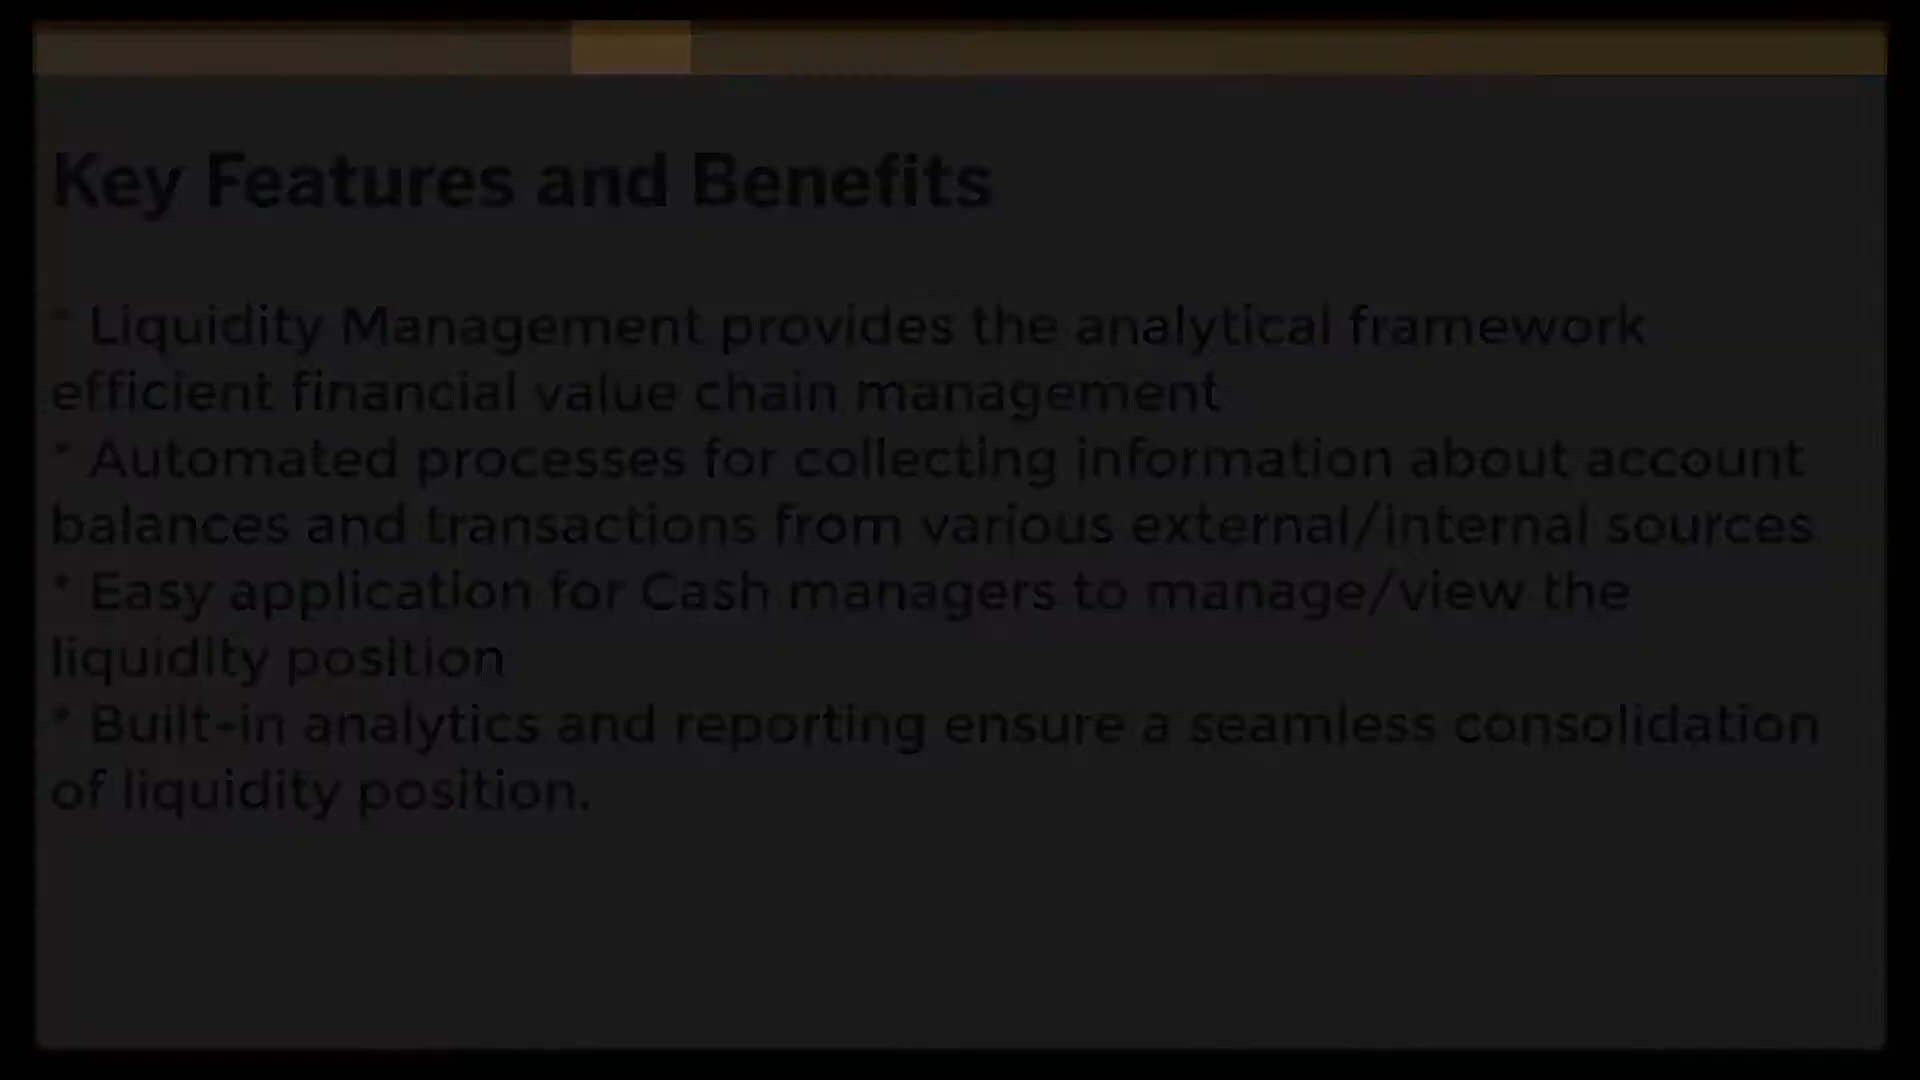 Key Features and Benefits
* Liquidity Management provides the analytical framework
efficient financial value chain management
* Automated processes for collecting information about account
balances and transactions from various external/internal sources
* Easy application for Cash managers to manage/view the
liquidity position
* Built-in analytics and reporting ensure a seamless consolidation
of liquidity position.